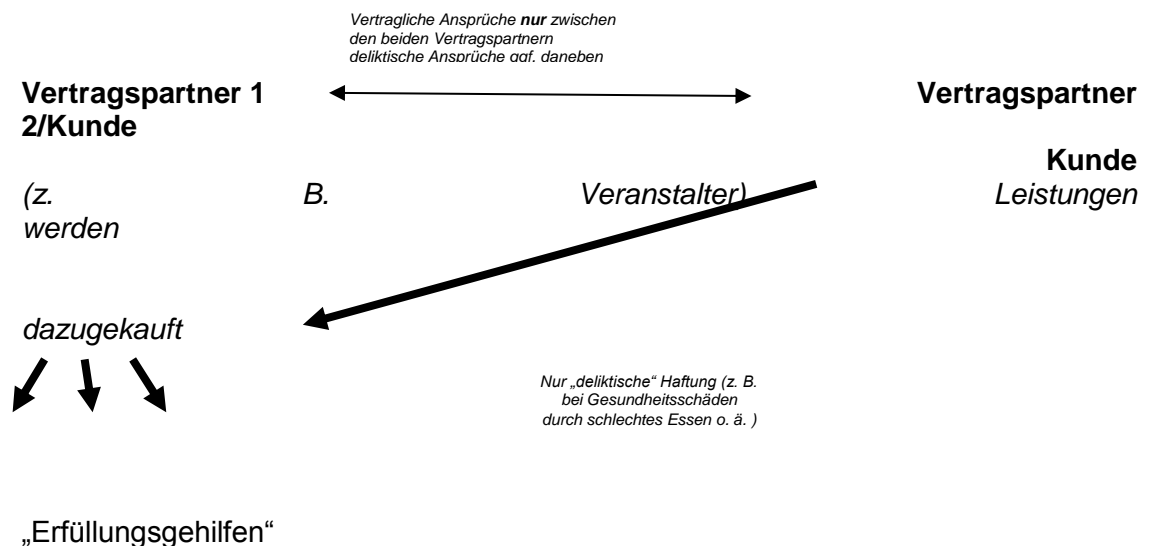 Vertragliche Ansprüche nur zwischen
den beiden Vertragspartnern
deliktische Ansprüche ggf. daneben
Vertragspartner 1 Vertragspartner
2/Kunde
Kunde
(z. B. Veranstalter) Leistungen
werden
dazugekauft
Nur „deliktische“ Haftung (z. B.
bei Gesundheitsschäden
durch schlechtes Essen o. ä. )
„Erfüllungsgehilfen“